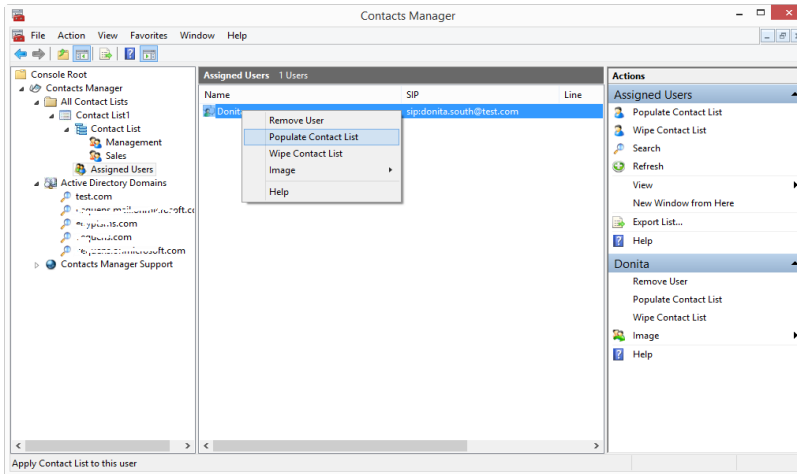 Contacts Manager
File Action View Favorites Window Help
Console Root
Contacts Manager
All Contact Lists
Contact List1
Contact List
Management
Sales
Assigned Users
Active Directory Domains
test.com
Contacts Manager Support
Assigned Users 1 Users
Name SIP Line
Donita sip:donita.south@test.com
Remove User
Populate Contact List
Wipe Contact List
Image
Help
Actions
Assigned Users
Populate Contact List
Wipe Contact List
Search
Refresh
View
New Window from Here
Export List...
Help
Donita
Remove User
Populate Contact List
Wipe Contact List
Image
Help
Apply Contact List to this user